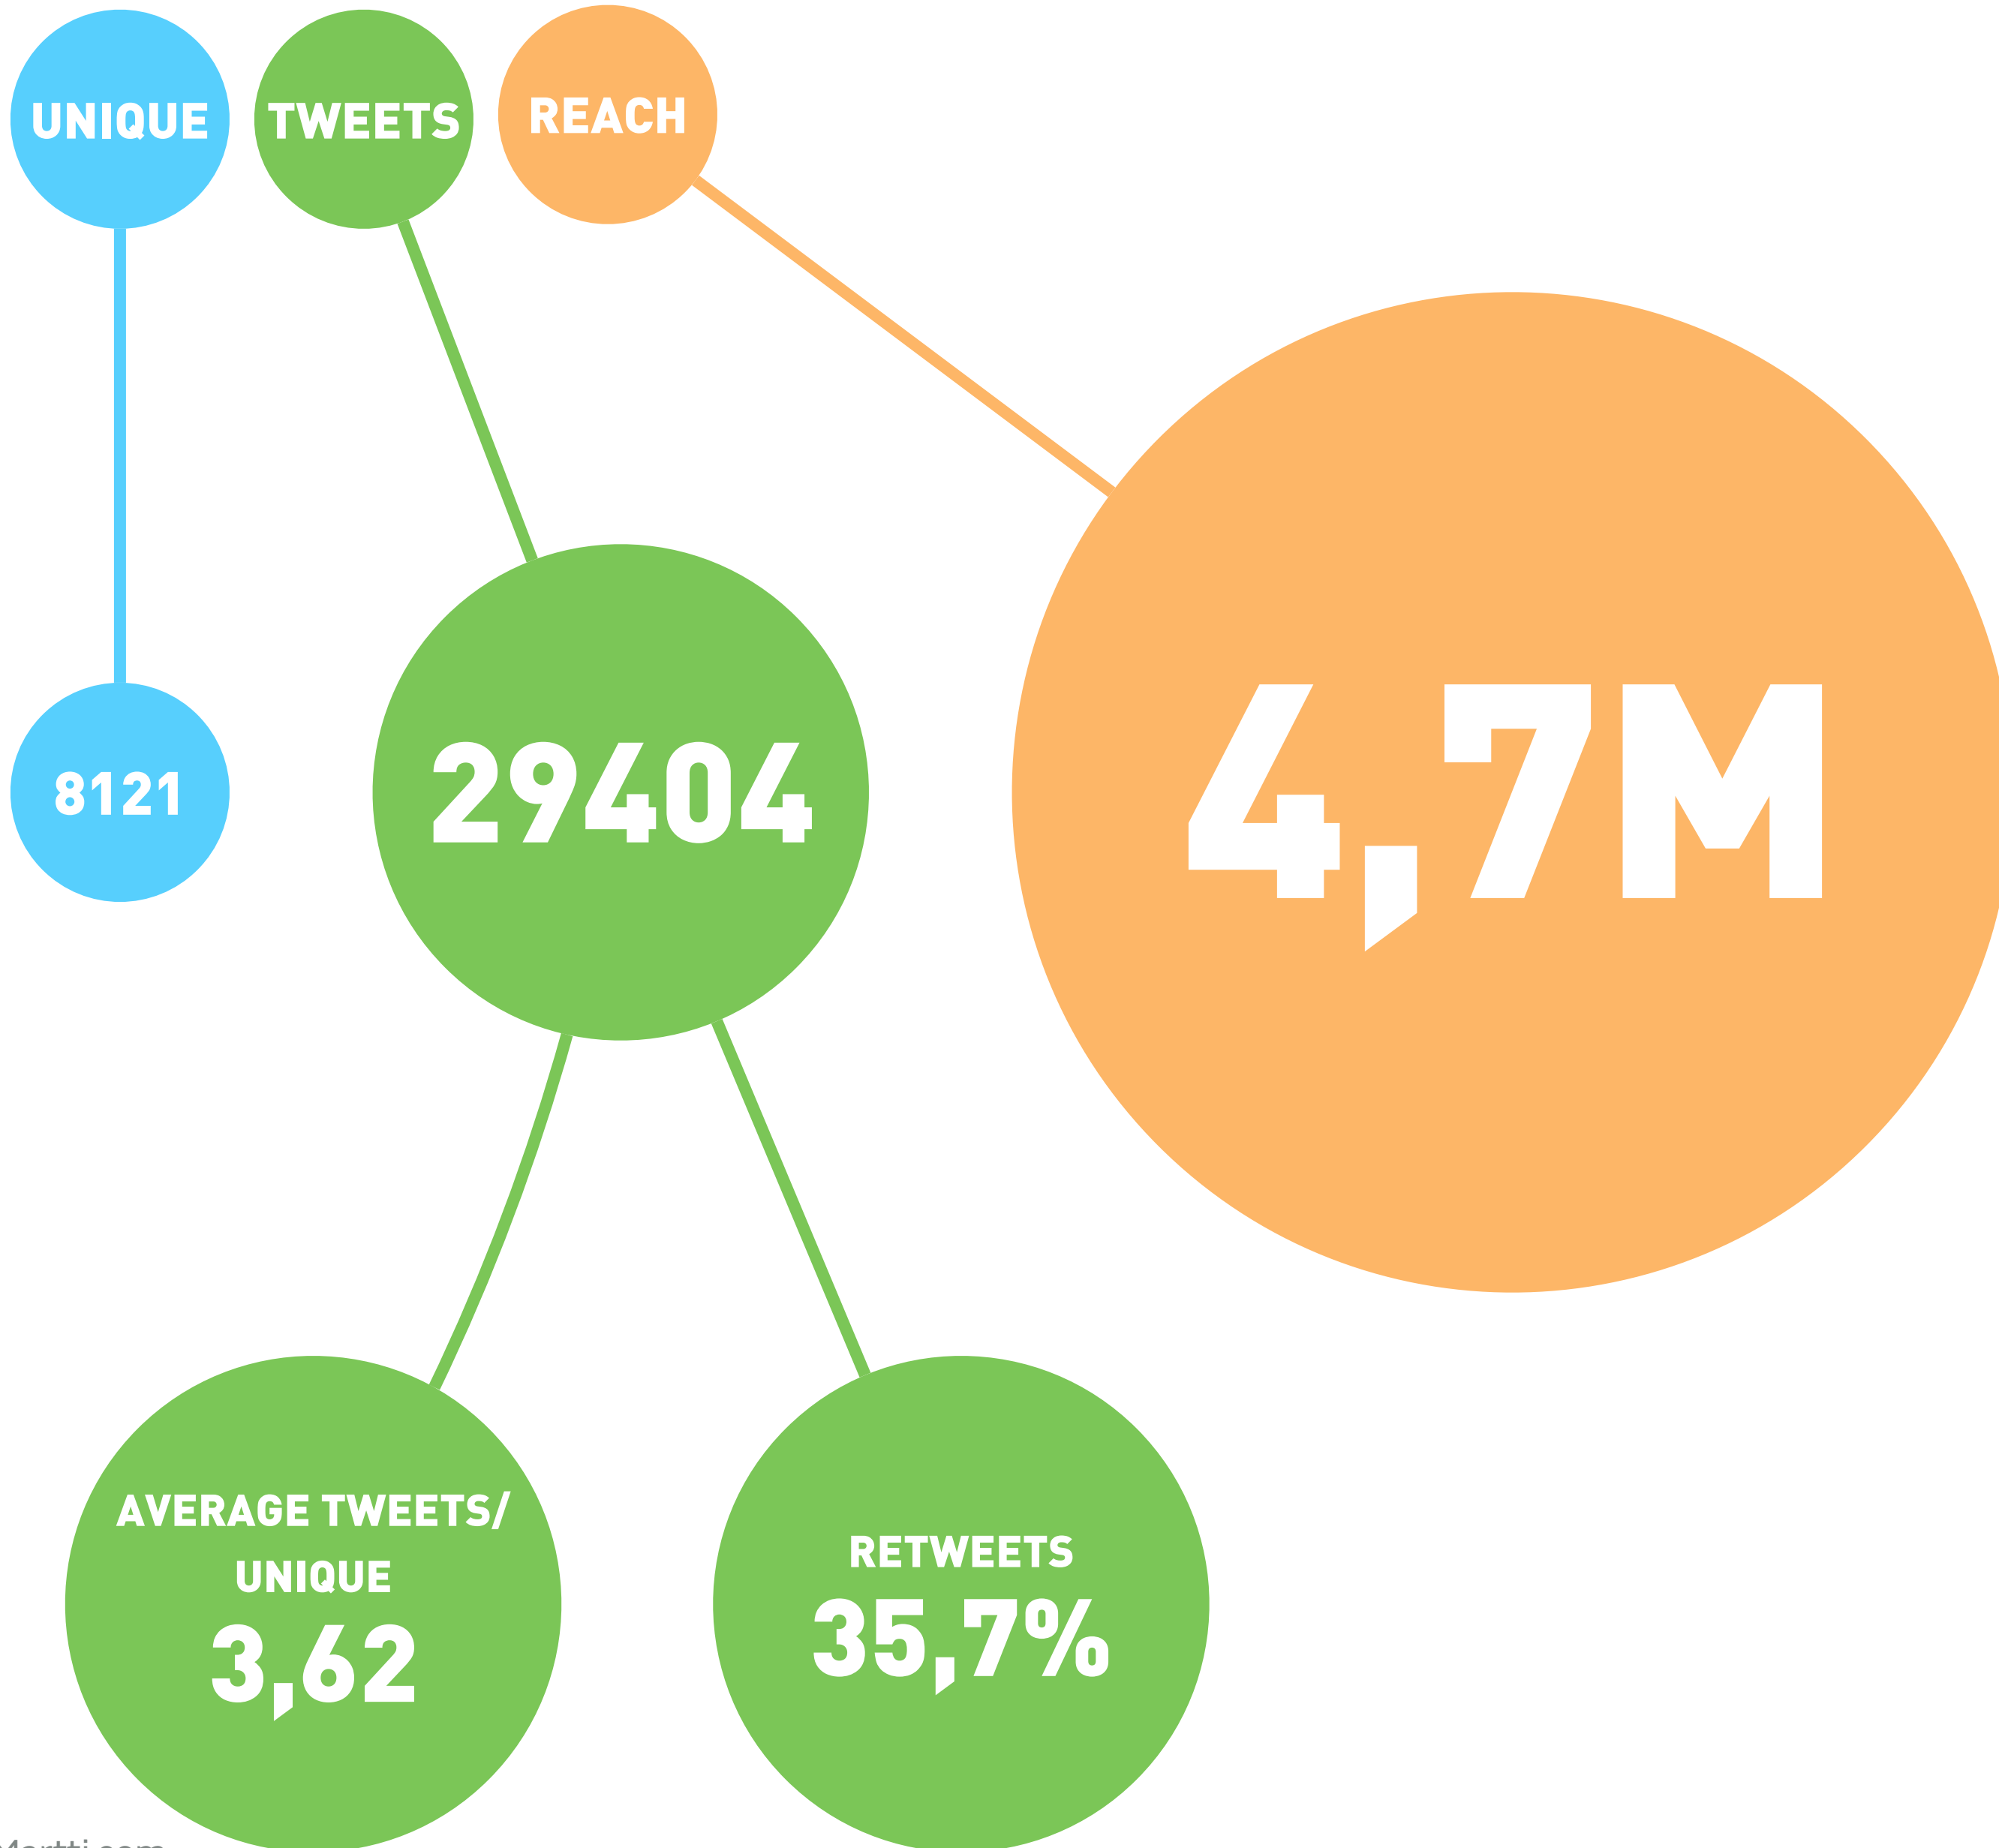 UNIQUE
TWEETS
REACH
8121
29404
4,7M
AVERAGE TWEETS/
UNIQUE
3,62
RETWEETS
35,7%